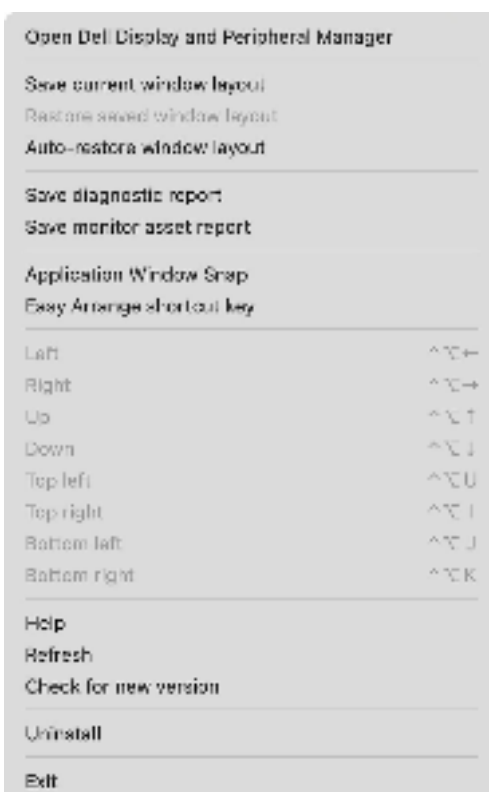 Open Dell Display and Peripheral Manager
Save current window layout
Restore saved window layout
Auto-restore window layout
Save diagnostic report
Save monitor asset report
Application Window Snap
Easy Arrange shortcut key
Left ^⌥←
Right ^⌥→
Up ^⌥↑
Down ^⌥↓
Top left ^⌥U
Top right ^⌥I
Bottom left ^⌥J
Bottom right ^⌥K
Help
Refresh
Check for new version
Uninstall
Exit